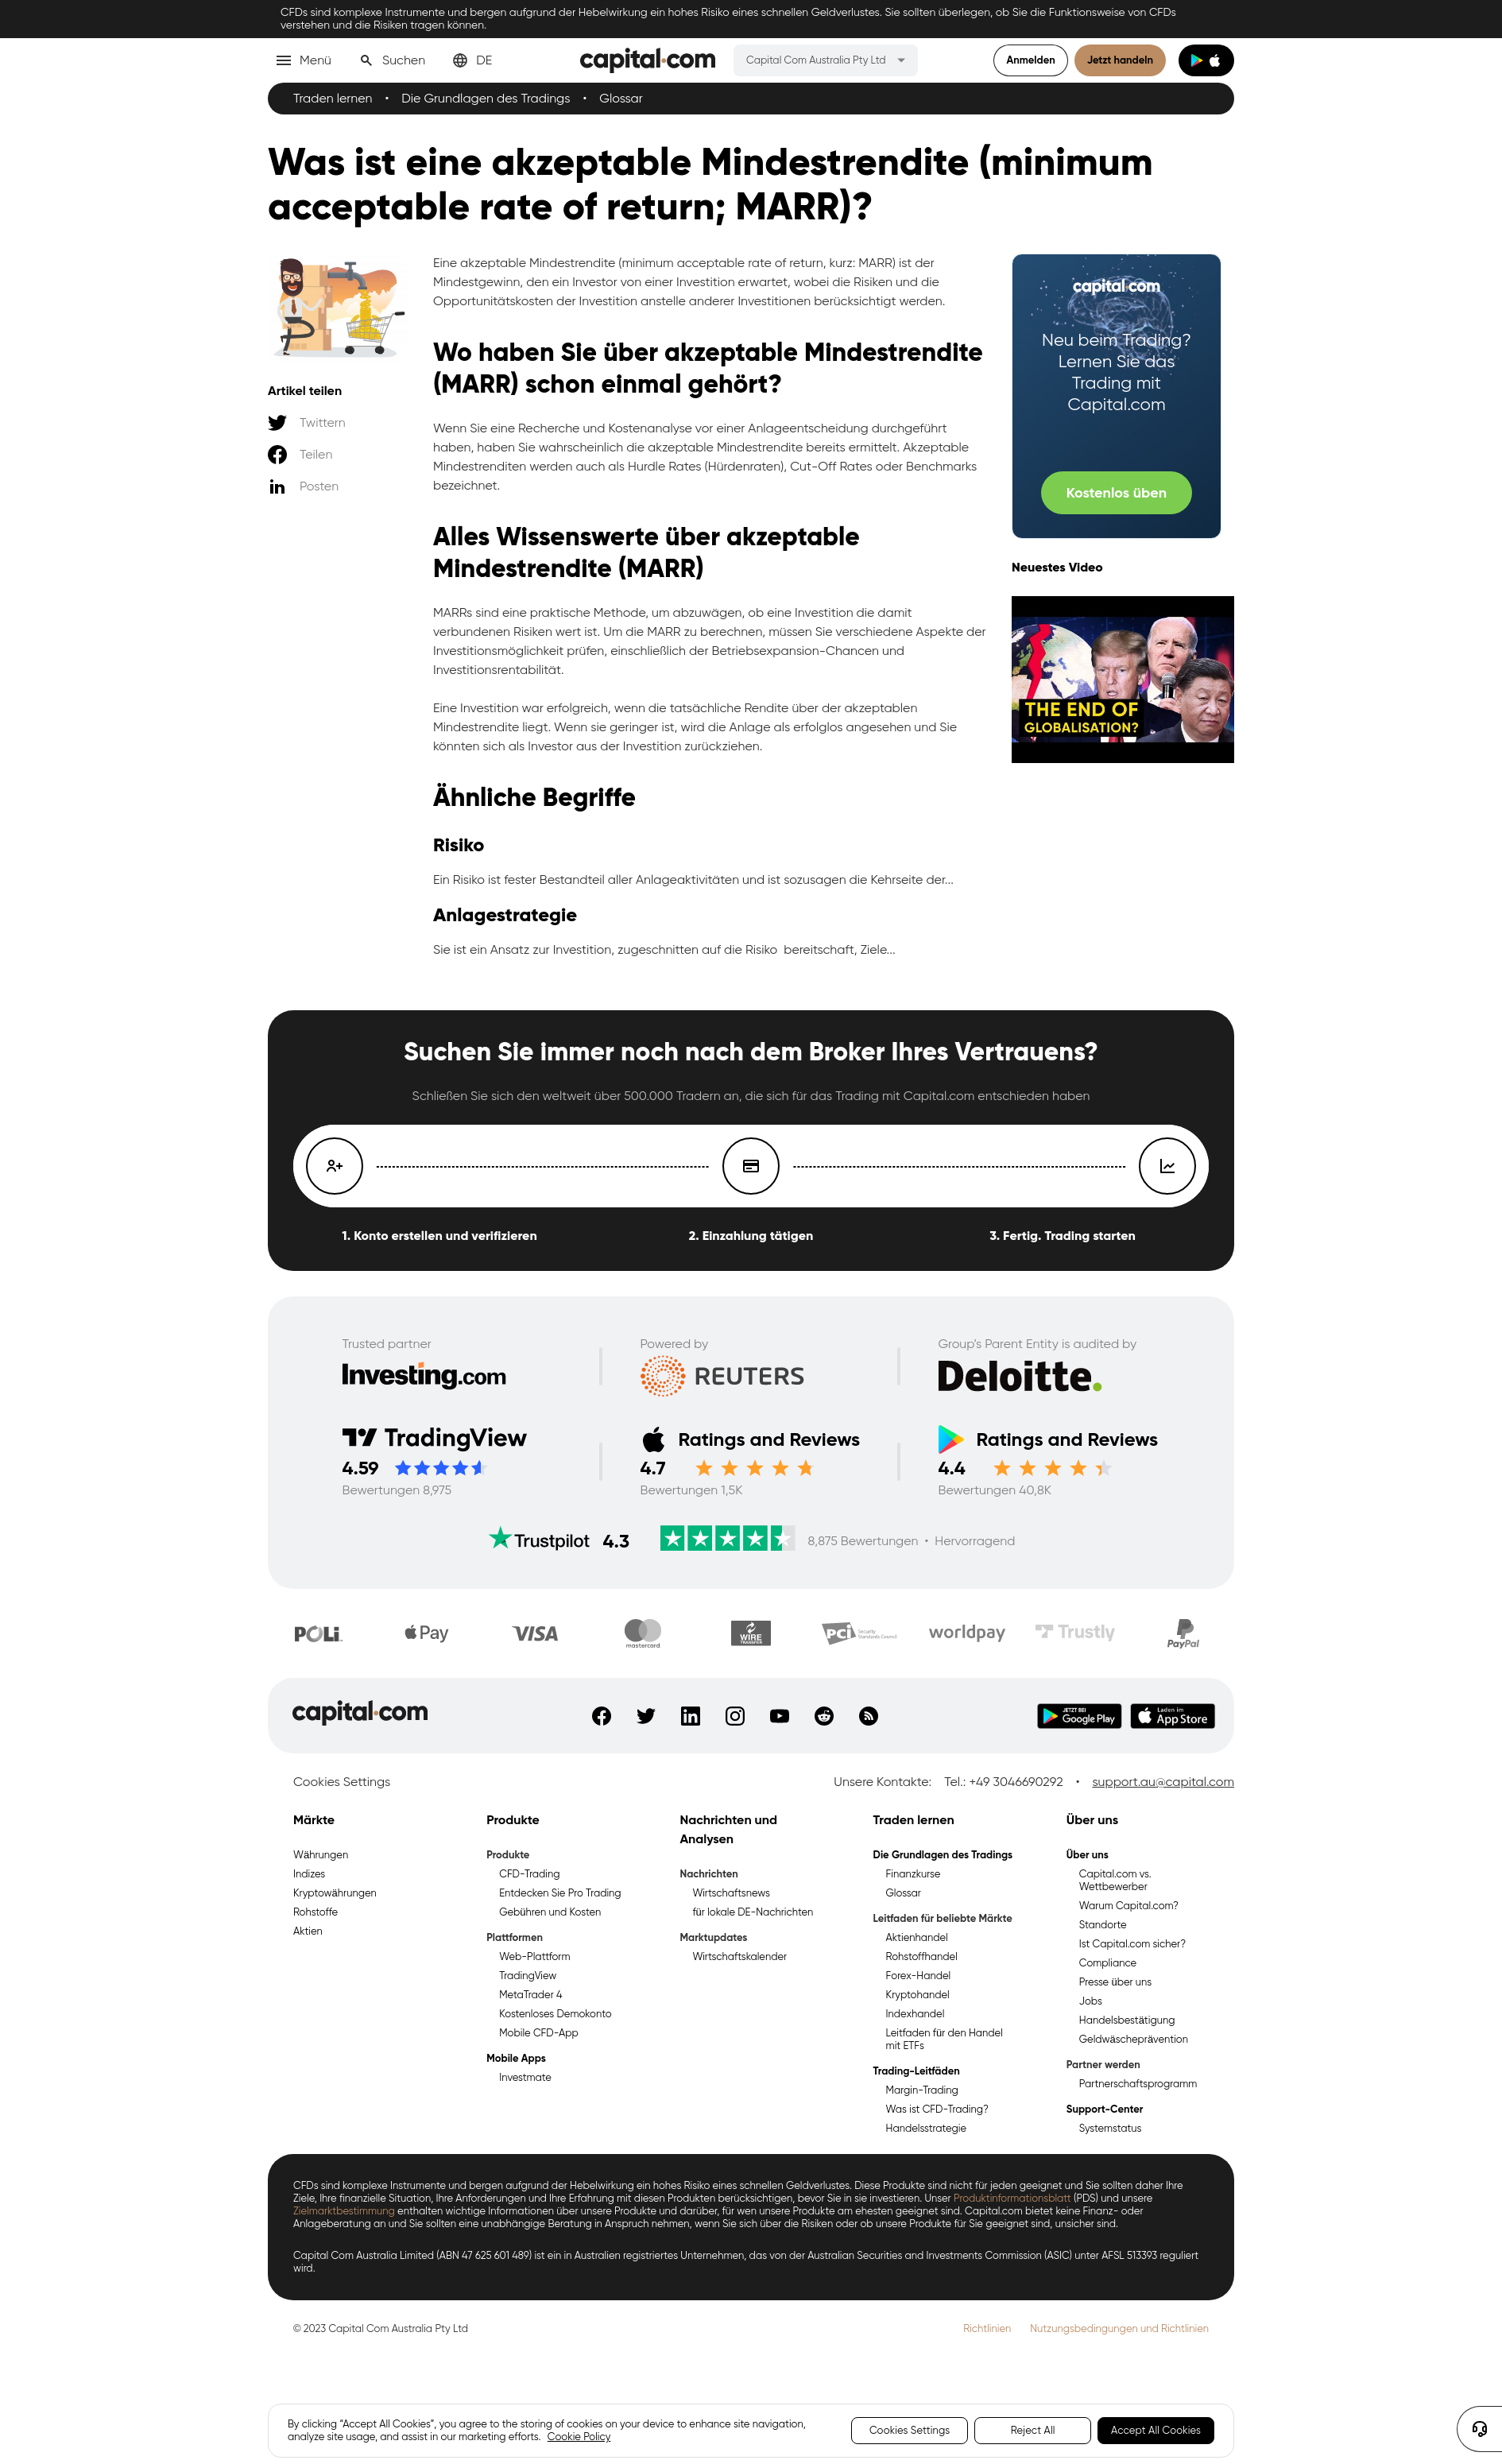 CFDs sind komplexe Instrumente und bergen aufgrund der Hebelwirkung ein hohes Risiko eines schnellen Geldverlustes. Sie sollten überlegen, ob Sie die Funktionsweise von CFDs
verstehen und die Risiken tragen können.
Menü
Suchen
DE
capital.com
Capital Com Australia Pty Ltd
Anmelden
Jetzt handeln
Traden lernen • Die Grundlagen des Tradings • Glossar
Was ist eine akzeptable Mindestrendite (minimum
acceptable rate of return; MARR)?
Artikel teilen
Twittern
Teilen
Posten
Eine akzeptable Mindestrendite (minimum acceptable rate of return, kurz: MARR) ist der
Mindestgewinn, den ein Investor von einer Investition erwartet, wobei die Risiken und die
Opportunitätskosten der Investition anstelle anderer Investitionen berücksichtigt werden.
Wo haben Sie über akzeptable Mindestrendite
(MARR) schon einmal gehört?
Wenn Sie eine Recherche und Kostenanalyse vor einer Anlageentscheidung durchgeführt
haben, haben Sie wahrscheinlich die akzeptable Mindestrendite bereits ermittelt. Akzeptable
Mindestrenditen werden auch als Hurdle Rates (Hürdenraten), Cut-Off Rates oder Benchmarks
bezeichnet.
Alles Wissenswerte über akzeptable
Mindestrendite (MARR)
MARRs sind eine praktische Methode, um abzuwägen, ob eine Investition die damit
verbundenen Risiken wert ist. Um die MARR zu berechnen, müssen Sie verschiedene Aspekte der
Investitionsmöglichkeit prüfen, einschließlich der Betriebsexpansion-Chancen und
Investitionsrentabilität.
Eine Investition war erfolgreich, wenn die tatsächliche Rendite über der akzeptablen
Mindestrendite liegt. Wenn sie geringer ist, wird die Anlage als erfolglos angesehen und Sie
könnten sich als Investor aus der Investition zurückziehen.
Ähnliche Begriffe
Risiko
Ein Risiko ist fester Bestandteil aller Anlageaktivitäten und ist sozusagen die Kehrseite der...
Anlagestrategie
Sie ist ein Ansatz zur Investition, zugeschnitten auf die Risiko bereitschaft, Ziele...
capital.com
Neu beim Trading?
Lernen Sie das
Trading mit
Capital.com
Kostenlos üben
Neuestes Video
THE END OF
GLOBALISATION?
Suchen Sie immer noch nach dem Broker Ihres Vertrauens?
Schließen Sie sich den weltweit über 500.000 Tradern an, die sich für das Trading mit Capital.com entschieden haben
1. Konto erstellen und verifizieren
2. Einzahlung tätigen
3. Fertig. Trading starten
Trusted partner
Investing.com
Powered by
REUTERS
Group's Parent Entity is audited by
Deloitte.
TradingView
4.59
Bewertungen 8,975
Ratings and Reviews
4.7
Bewertungen 1,5K
Ratings and Reviews
4.4
Bewertungen 40,8K
Trustpilot 4.3
8,875 Bewertungen • Hervorragend
POLi
Pay
VISA
mastercard
WIRE
TRANSFER
PCI Security
Standards Council
worldpay
Trustly
PayPal
capital.com
JETZT BEI
Google Play
Laden im
App Store
Cookies Settings
Unsere Kontakte: Tel.: +49 3046690292 • support.au@capital.com
Märkte
Währungen
Indizes
Kryptowährungen
Rohstoffe
Aktien
Produkte
Produkte
CFD-Trading
Entdecken Sie Pro Trading
Gebühren und Kosten
Plattformen
Web-Plattform
TradingView
MetaTrader 4
Kostenloses Demokonto
Mobile CFD-App
Mobile Apps
Investmate
Nachrichten und
Analysen
Nachrichten
Wirtschaftsnews
für lokale DE-Nachrichten
Marktupdates
Wirtschaftskalender
Traden lernen
Die Grundlagen des Tradings
Finanzkurse
Glossar
Leitfaden für beliebte Märkte
Aktienhandel
Rohstoffhandel
Forex-Handel
Kryptohandel
Indexhandel
Leitfaden für den Handel
mit ETFs
Trading-Leitfäden
Margin-Trading
Was ist CFD-Trading?
Handelsstrategie
Über uns
Über uns
Capital.com vs.
Wettbewerber
Warum Capital.com?
Standorte
Ist Capital.com sicher?
Compliance
Presse über uns
Jobs
Handelsbestätigung
Geldwäscheprävention
Partner werden
Partnerschaftsprogramm
Support-Center
Systemstatus
CFDs sind komplexe Instrumente und bergen aufgrund der Hebelwirkung ein hohes Risiko eines schnellen Geldverlustes. Diese Produkte sind nicht für jeden geeignet und Sie sollten daher Ihre
Ziele, Ihre finanzielle Situation, Ihre Anforderungen und Ihre Erfahrung mit diesen Produkten berücksichtigen, bevor Sie in sie investieren. Unser Produktinformationsblatt (PDS) und unsere
Zielmarktbestimmung enthalten wichtige Informationen über unsere Produkte und darüber, für wen unsere Produkte am ehesten geeignet sind. Capital.com bietet keine Finanz- oder
Anlageberatung an und Sie sollten eine unabhängige Beratung in Anspruch nehmen, wenn Sie sich über die Risiken oder ob unsere Produkte für Sie geeignet sind, unsicher sind.
Capital Com Australia Limited (ABN 47 625 601 489) ist ein in Australien registriertes Unternehmen, das von der Australian Securities and Investments Commission (ASIC) unter AFSL 513393 reguliert
wird.
© 2023 Capital Com Australia Pty Ltd
Richtlinien
Nutzungsbedingungen und Richtlinien
By clicking “Accept All Cookies”, you agree to the storing of cookies on your device to enhance site navigation,
analyze site usage, and assist in our marketing efforts. Cookie Policy
Cookies Settings
Reject All
Accept All Cookies